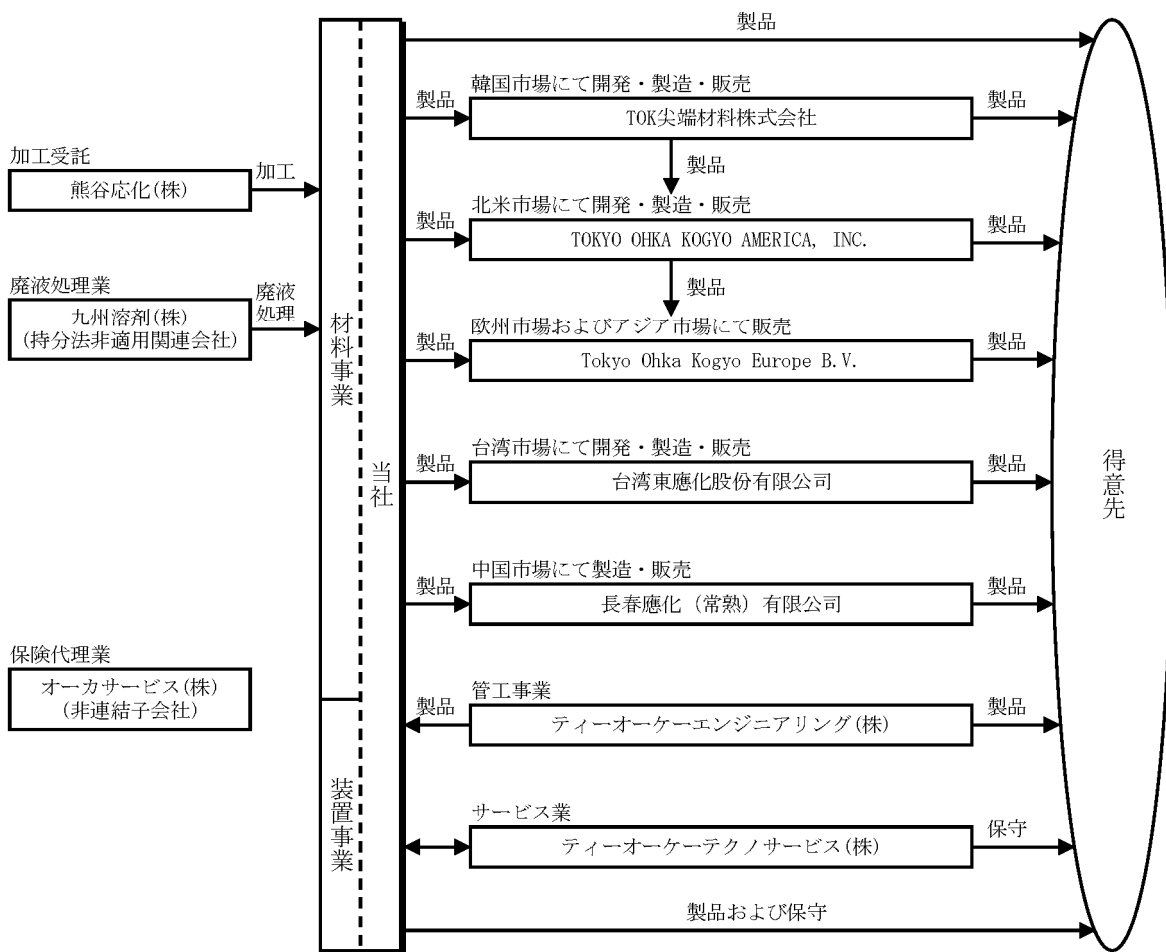 製品
韓国市場にて開発・製造・販売
製品
TOK尖端材料株式会社
製品
製品
加工受託
熊谷応化(株)
加工
北米市場にて開発・製造・販売
製品
TOKYO OHKA KOGYO AMERICA, INC.
製品
製品
廃液処理業
九州溶剤(株)
(持分法非適用関連会社)
廃液
処理
欧州市場およびアジア市場にて販売
製品
Tokyo Ohka Kogyo Europe B.V.
製品
材料事業
当社
得意先
台湾市場にて開発・製造・販売
製品
台湾東應化股份有限公司
製品
中国市場にて製造・販売
製品
長春應化（常熟）有限公司
製品
保険代理業
オーカサービス(株)
(非連結子会社)
管工事業
製品
ティーオーケーエンジニアリング(株)
製品
装置事業
サービス業
ティーオーケーテクノサービス(株)
保守
製品および保守